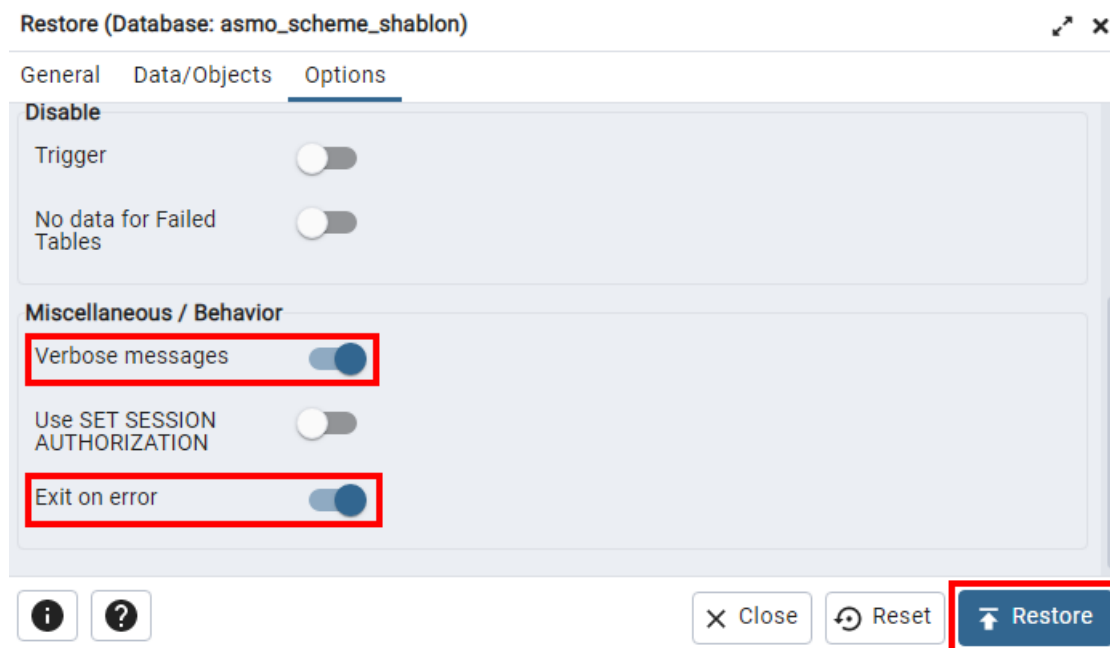 Restore (Database: asmo_scheme_shablon)
General Data/Objects Options
Disable
Trigger
No data for Failed
Tables
Miscellaneous / Behavior
Verbose messages
Use SET SESSION
AUTHORIZATION
Exit on error
Close Reset Restore